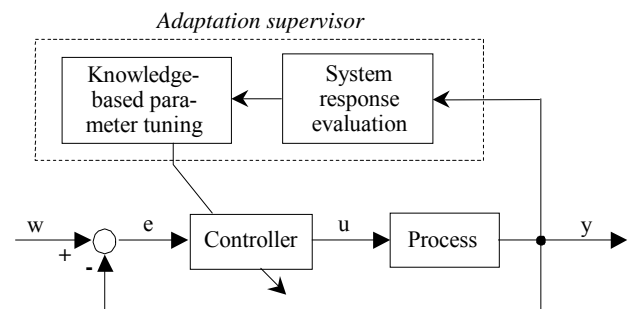 Adaptation supervisor
Knowledge-
based para-
meter tuning
System
response
evaluation
w
+
-
e
Controller
u
Process
y